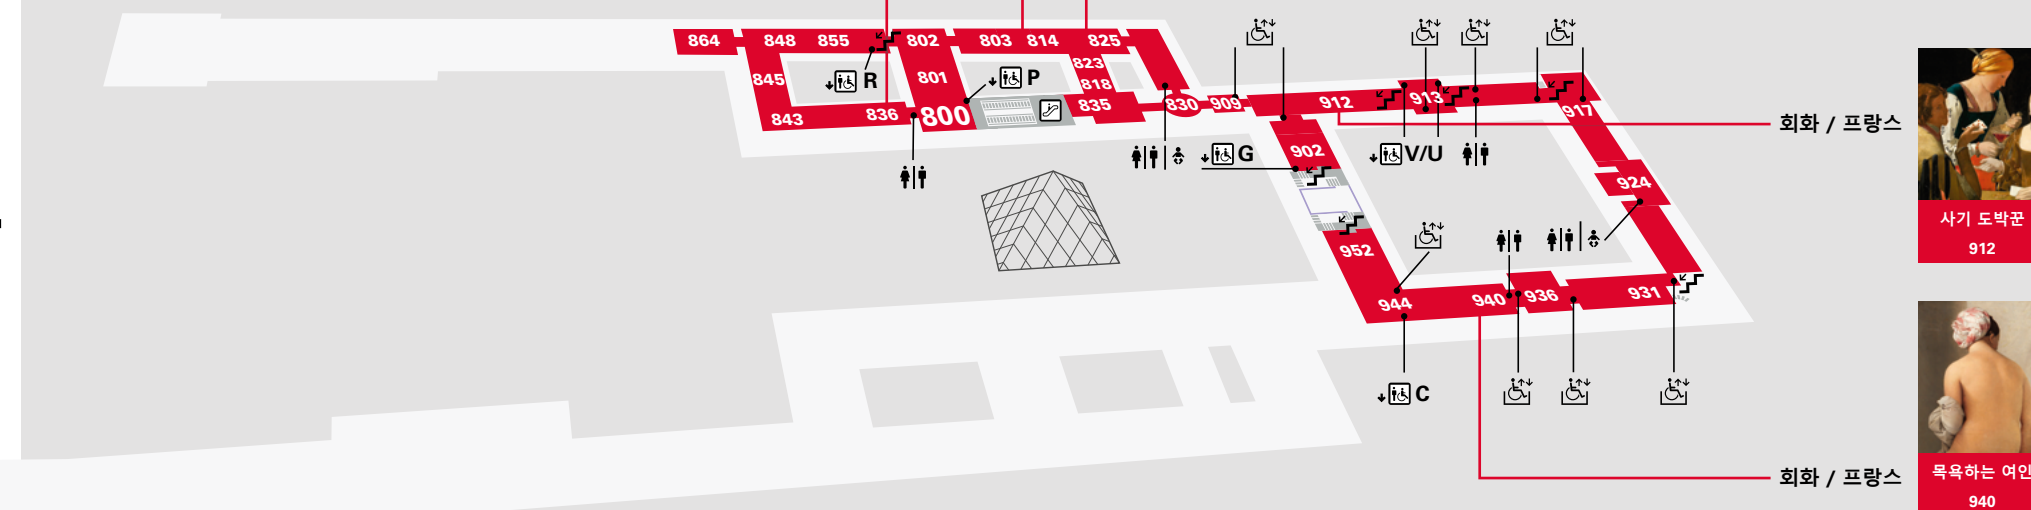 864 848 855 802 803 814 825
845 801 823
818
R P
843 836 800 835 830 909 912 913 917
회화 / 프랑스
902 G V/U 924
사기 도박꾼
912
952
944 940 936 931
C
회화 / 프랑스
목욕하는 여인
940